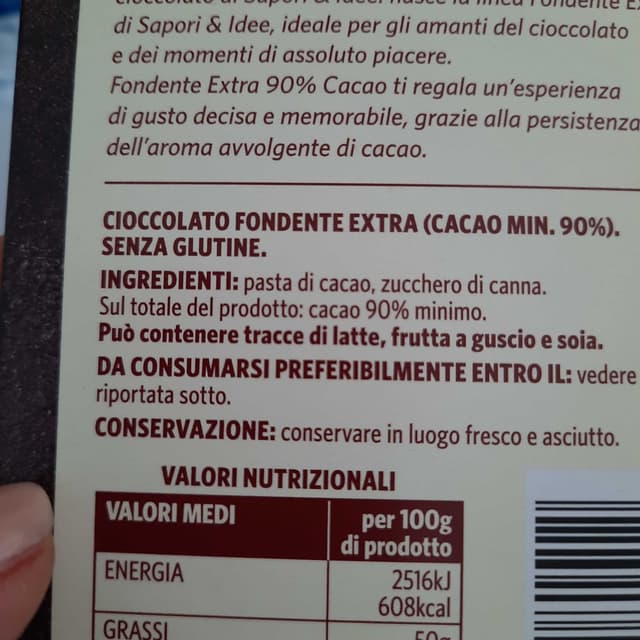 di Sapori & Idee, ideale per gli amanti del cioccolato
e dei momenti di assoluto piacere.
Fondente Extra 90% Cacao ti regala un'esperienza
di gusto decisa e memorabile, grazie alla persistenza
dell'aroma avvolgente di cacao.
CIOCCOLATO FONDENTE EXTRA (CACAO MIN. 90%).
SENZA GLUTINE.
INGREDIENTI: pasta di cacao, zucchero di canna.
Sul totale del prodotto: cacao 90% minimo.
Può contenere tracce di latte, frutta a guscio e soia.
DA CONSUMARSI PREFERIBILMENTE ENTRO IL: vedere
riportata sotto.
CONSERVAZIONE: conservare in luogo fresco e asciutto.
VALORI NUTRIZIONALI
VALORI MEDI per 100g
di prodotto
ENERGIA 2516kJ
608kcal
GRASSI